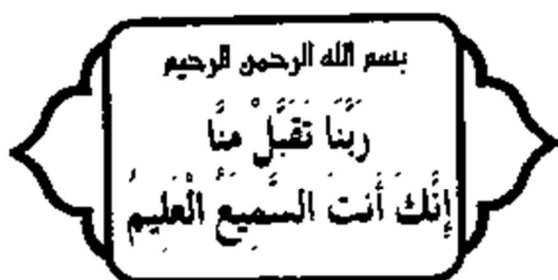 بسم الله الرحمن الرحيم
رَبَّنَا تَقَبَّلْ مِنَّا
إِنَّكَ أَنتَ السَّمِيعُ الْعَلِيمُ